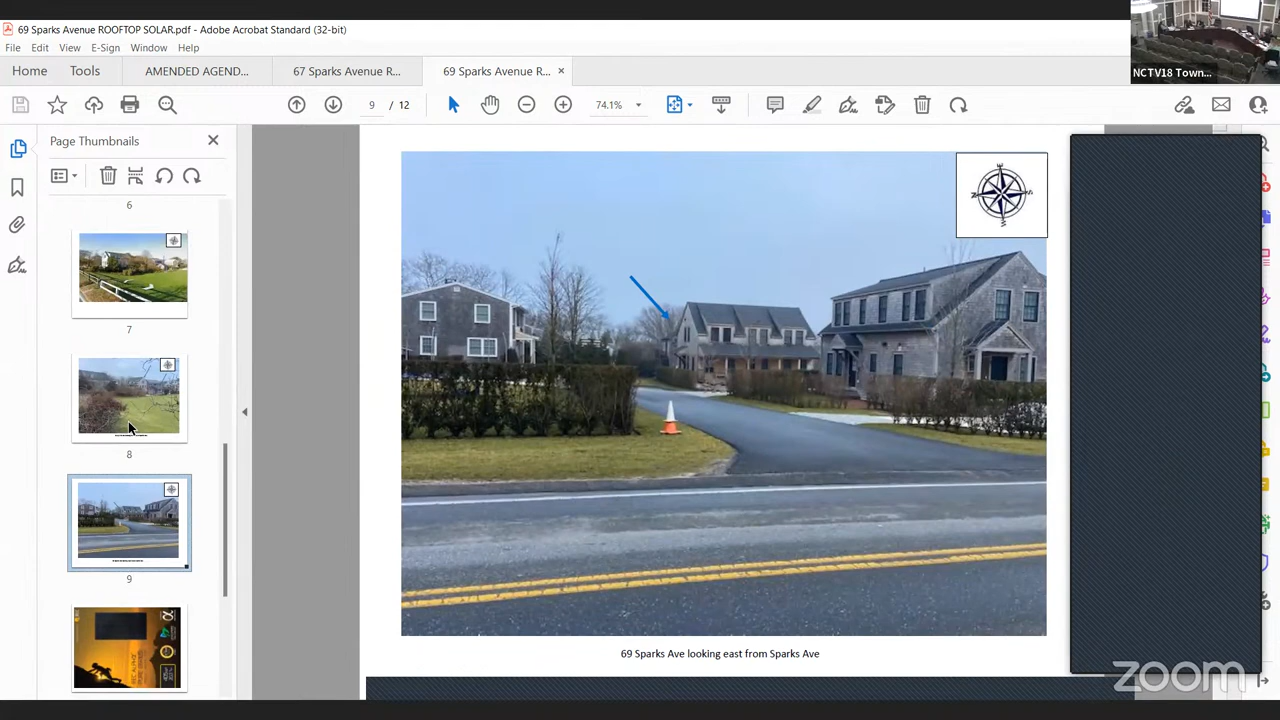 69 Sparks Avenue ROOFTOP SOLAR.pdf - Adobe Acrobat Standard (32-bit)
File Edit View E-Sign Window Help
NCTV18 Town...
Home Tools AMENDED AGEND... 67 Sparks Avenue R... 69 Sparks Avenue R... ×
9 / 12 74.1%
Page Thumbnails
6
7
8
9
69 Sparks Ave looking east from Sparks Ave
zoom